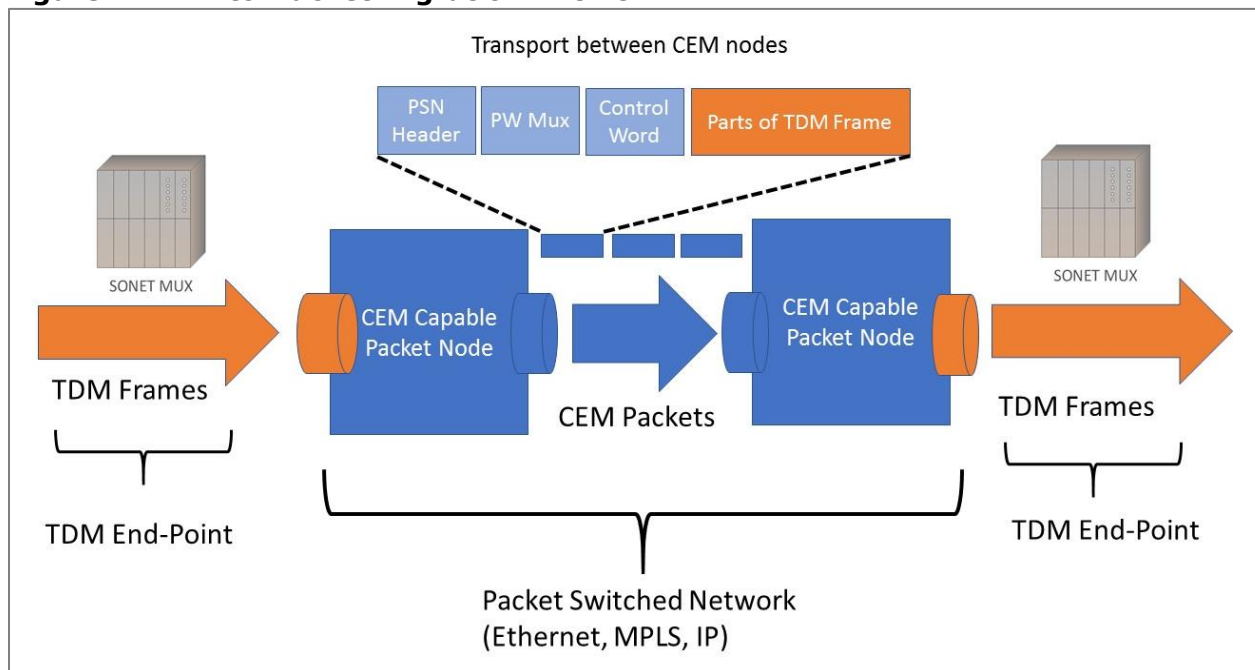 Transport between CEM nodes
PSN
Header
PW Mux
Control
Word
Parts of TDM Frame
SONET MUX
SONET MUX
CEM Capable
Packet Node
CEM Capable
Packet Node
TDM Frames
CEM Packets
TDM Frames
TDM End-Point
TDM End-Point
Packet Switched Network
(Ethernet, MPLS, IP)